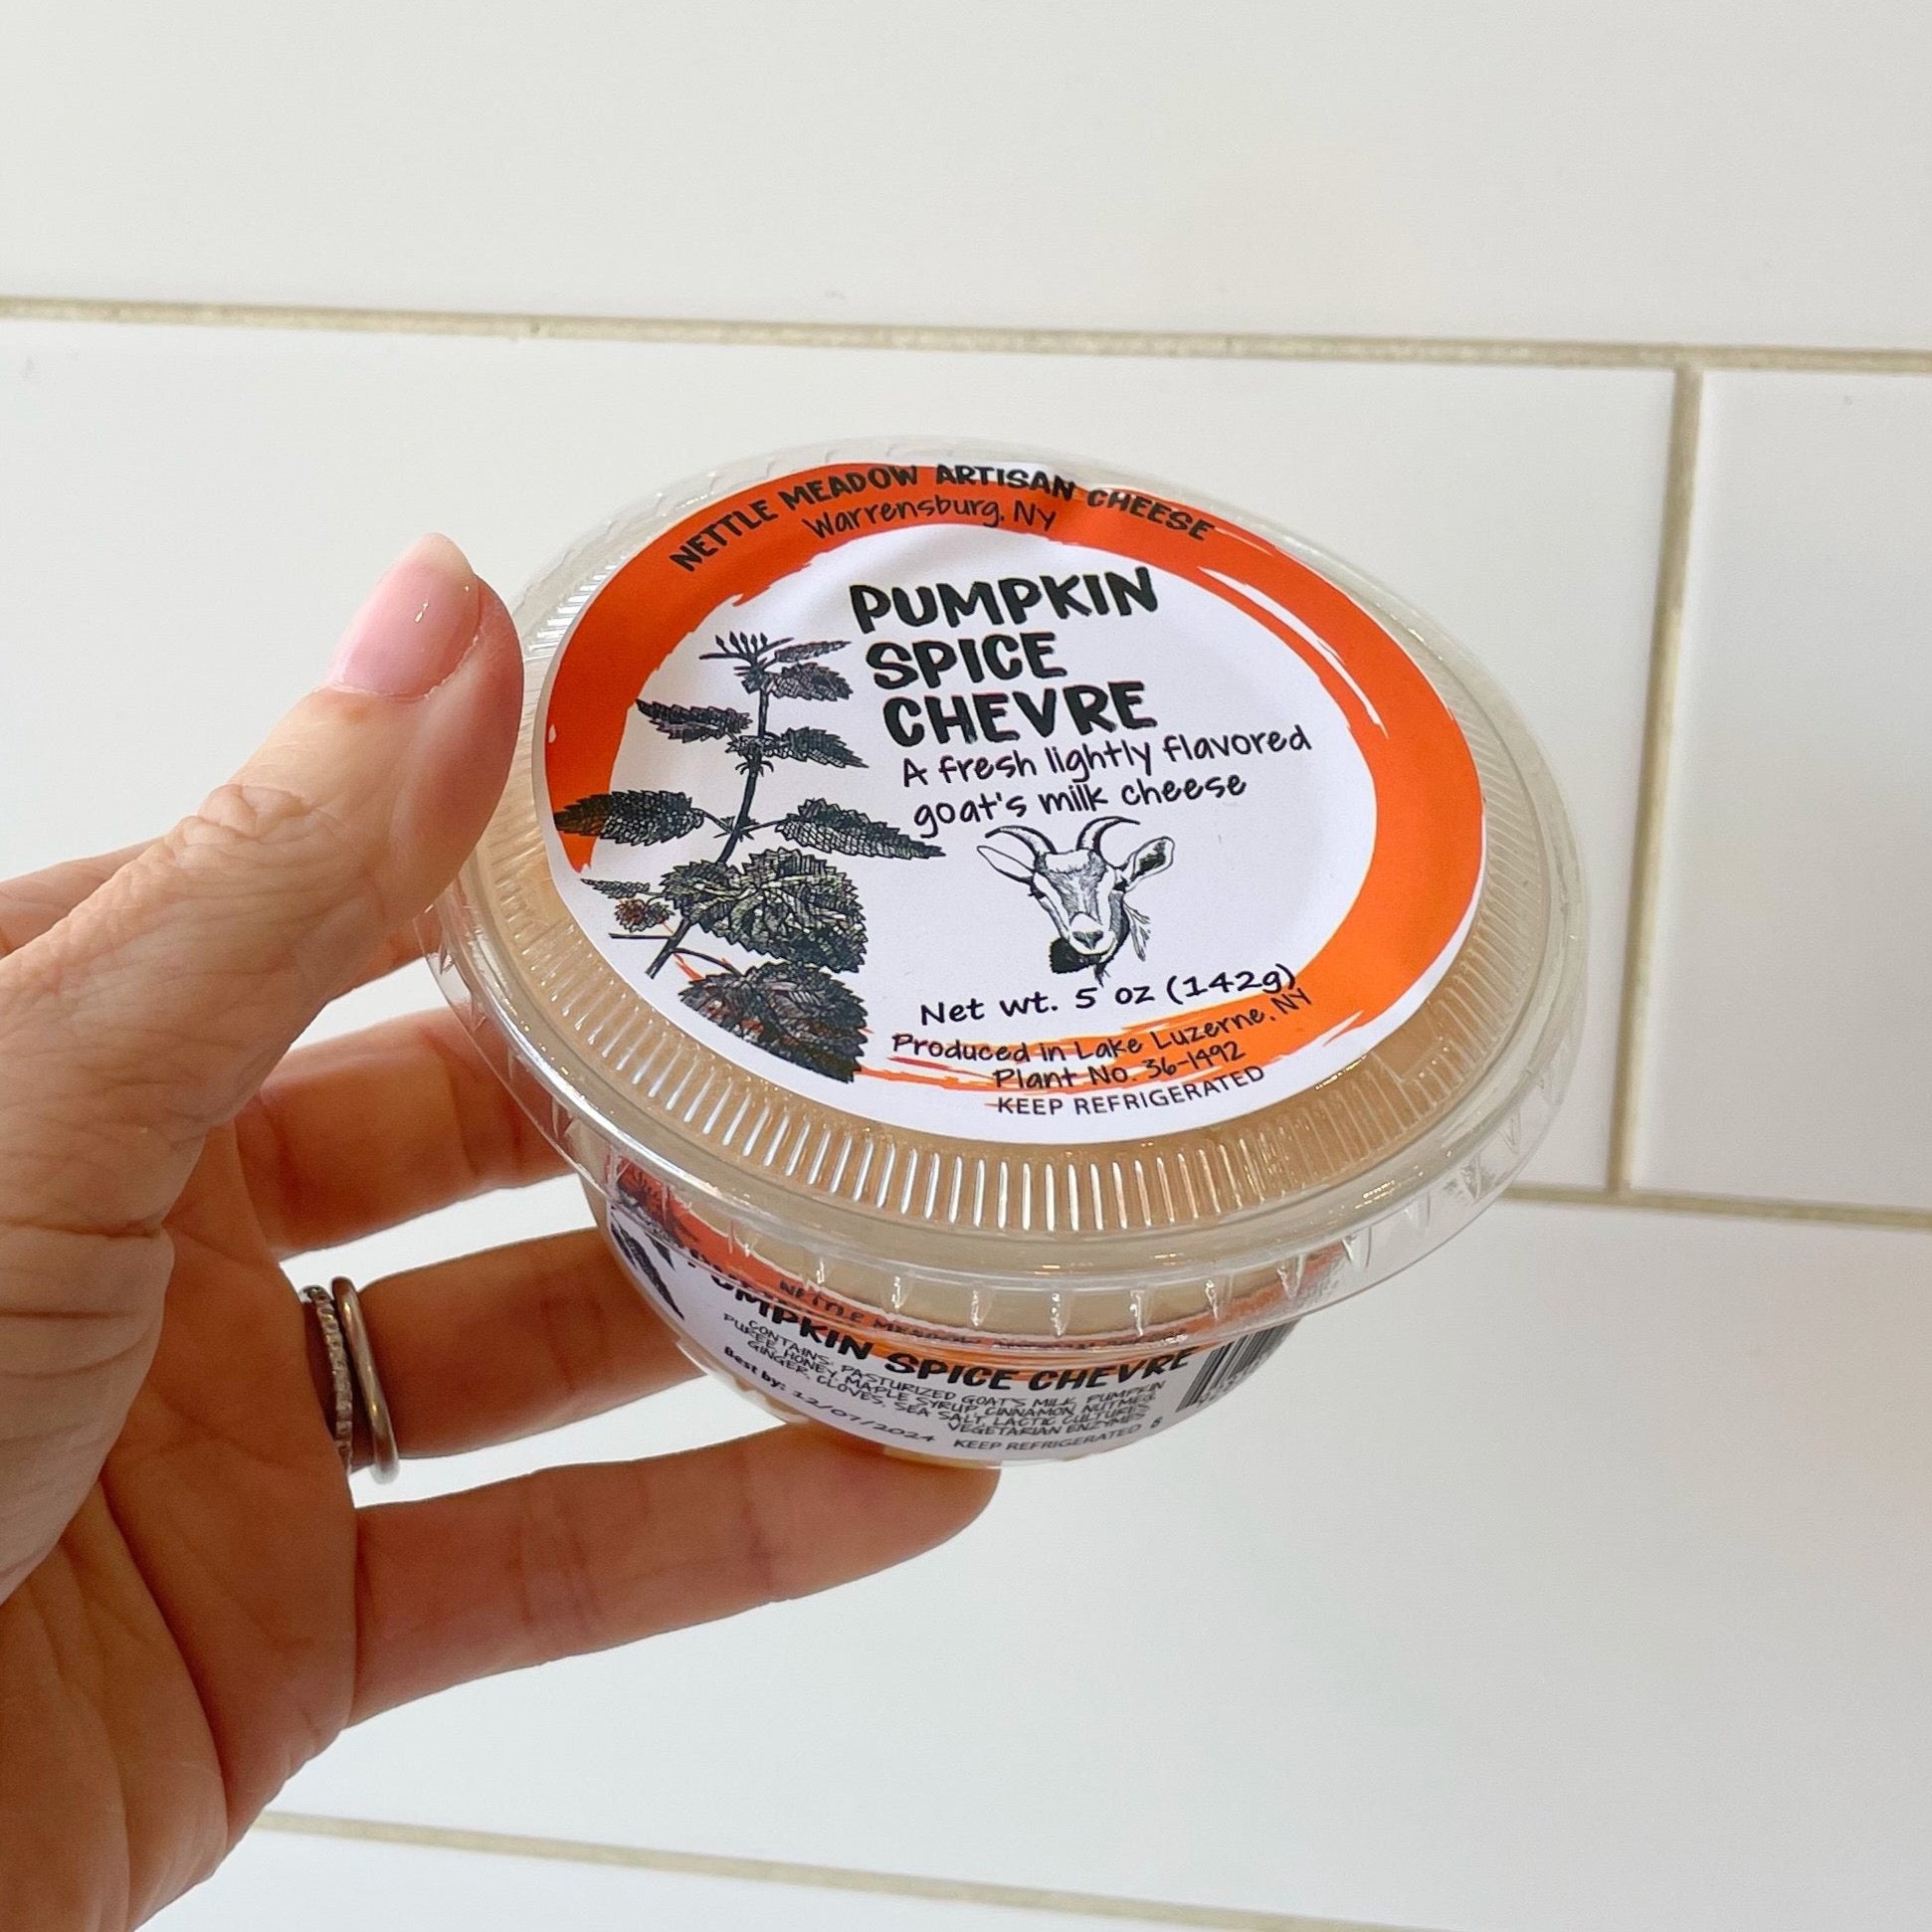 NETTLE MEADOW ARTISAN CHEESE
Warrensburg, NY
PUMPKIN
SPICE
CHEVRE
A fresh lightly flavored
goat's milk cheese
Net wt. 5 oz (142g)
Produced in Lake Luzerne, NY
Plant No. 36-1492
KEEP REFRIGERATED
NETTLE MEADOW
PUMPKIN SPICE CHEVRE
CONTAINS: PASTURIZED GOAT'S MILK, PUMPKIN
PUREE, HONEY, MAPLE SYRUP, CINNAMON, NUTMEG,
GINGER, CLOVES, SEA SALT, LACTIC CULTURES,
VEGETARIAN ENZYMES
Best by: 12/07/2024 KEEP REFRIGERATED